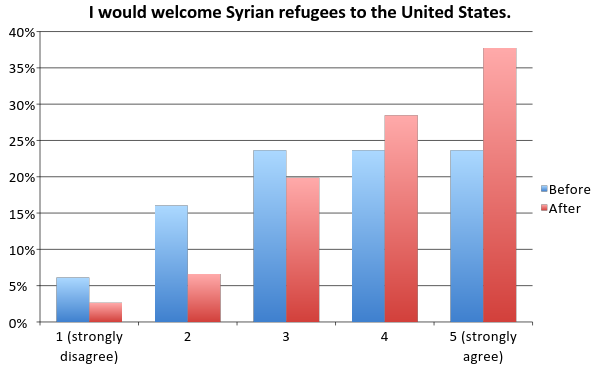 I would welcome Syrian refugees to the United States.
40%
35%
30%
25%
20%
15%
10%
5%
0%
1 (strongly
disagree)
2
3
4
5 (strongly
agree)
Before
After